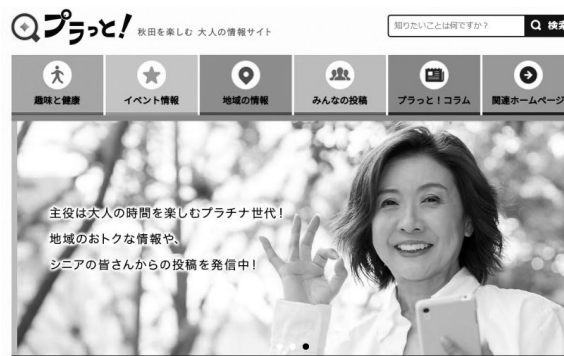 プラっと! 秋田を楽しむ 大人の情報サイト
知りたいことは何ですか?
検索
趣味と健康
イベント情報
地域の情報
みんなの投稿
プラっと!コラム
関連ホームページ
主役は大人の時間を楽しむプラチナ世代!
地域のおトクな情報や、
シニアの皆さんからの投稿を発信中!